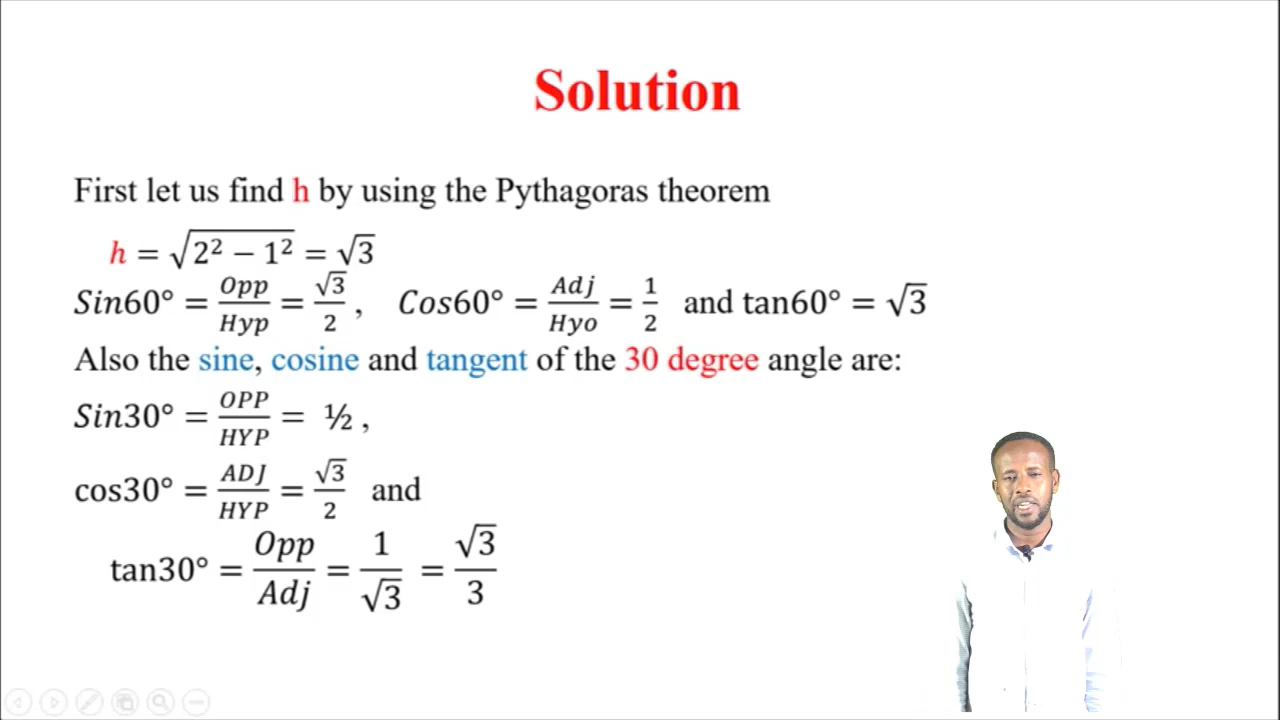 Solution
First let us find h by using the Pythagoras theorem
h = √(2² − 1²) = √3
Sin60° = Opp/Hyp = √3/2 , Cos60° = Adj/Hyo = 1/2 and tan60° = √3
Also the sine, cosine and tangent of the 30 degree angle are:
Sin30° = OPP/HYP = ½ ,
cos30° = ADJ/HYP = √3/2 and
tan30° = Opp/Adj = 1/√3 = √3/3